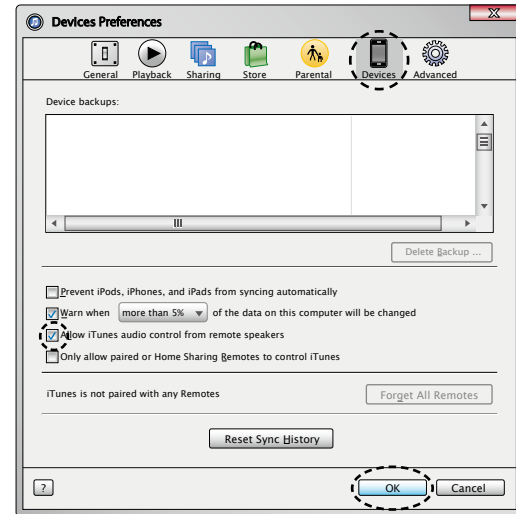 Devices Preferences
General Playback Sharing Store Parental Devices Advanced
Device backups:
Delete Backup ...
Prevent iPods, iPhones, and iPads from syncing automatically
Warn when more than 5% of the data on this computer will be changed
Allow iTunes audio control from remote speakers
Only allow paired or Home Sharing Remotes to control iTunes
iTunes is not paired with any Remotes Forget All Remotes
Reset Sync History
? OK Cancel